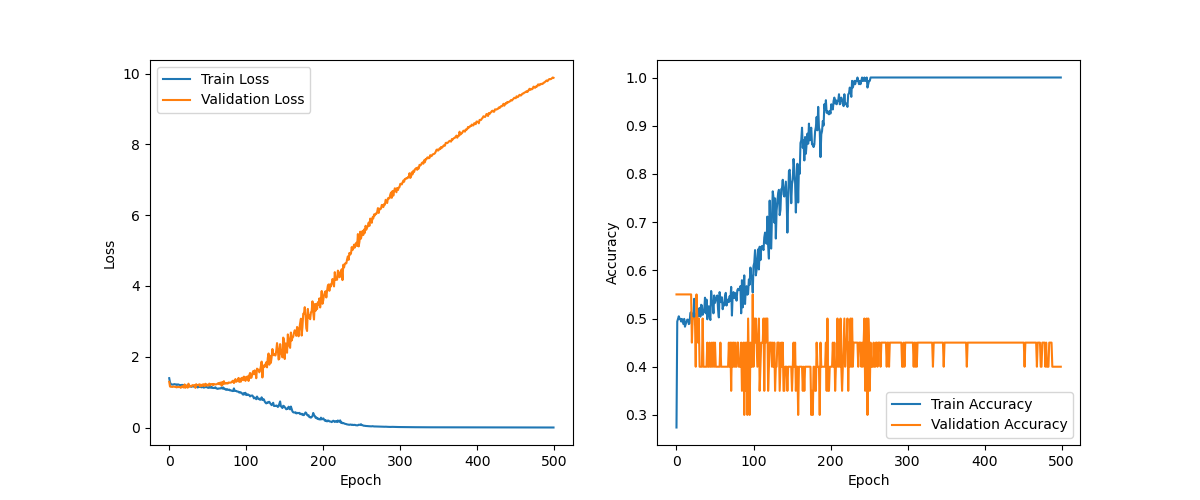 Train Loss
Validation Loss
10
8
6
4
2
0
Loss
0 100 200 300 400 500
Epoch
1.0
0.9
0.8
0.7
0.6
0.5
0.4
0.3
Accuracy
Train Accuracy
Validation Accuracy
0 100 200 300 400 500
Epoch